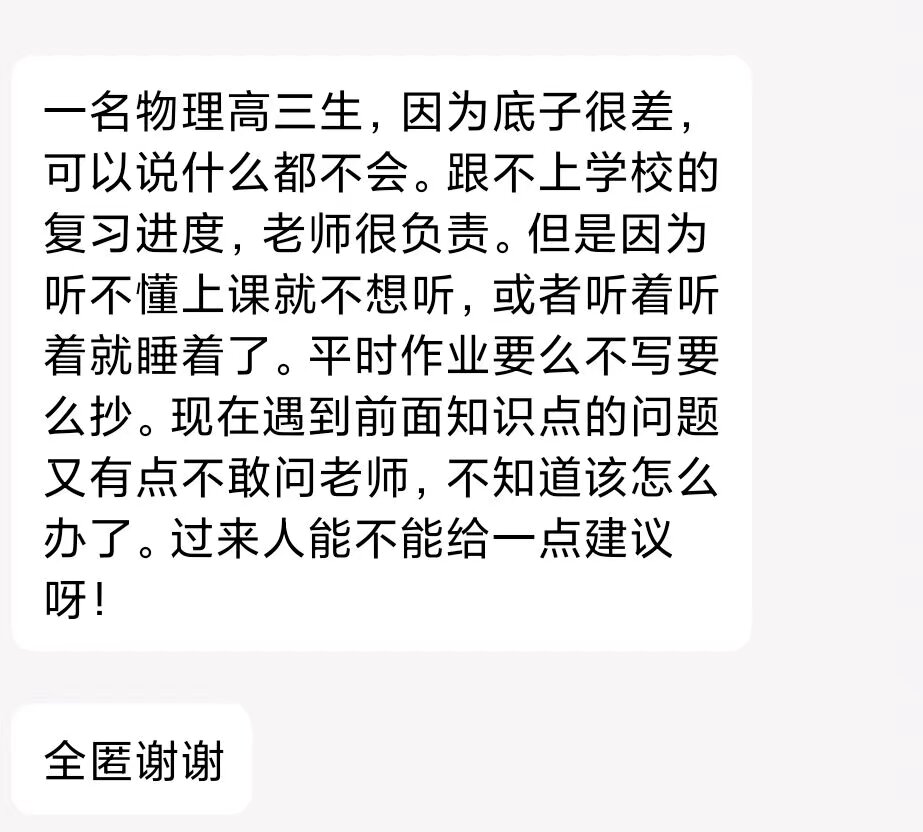 一名物理高三生，因为底子很差，
可以说什么都不会。跟不上学校的
复习进度，老师很负责。但是因为
听不懂上课就不想听，或者听着听
着就睡着了。平时作业要么不写要
么抄。现在遇到前面知识点的问题
又有点不敢问老师，不知道该怎么
办了。过来人能不能给一点建议
呀！
全匿谢谢